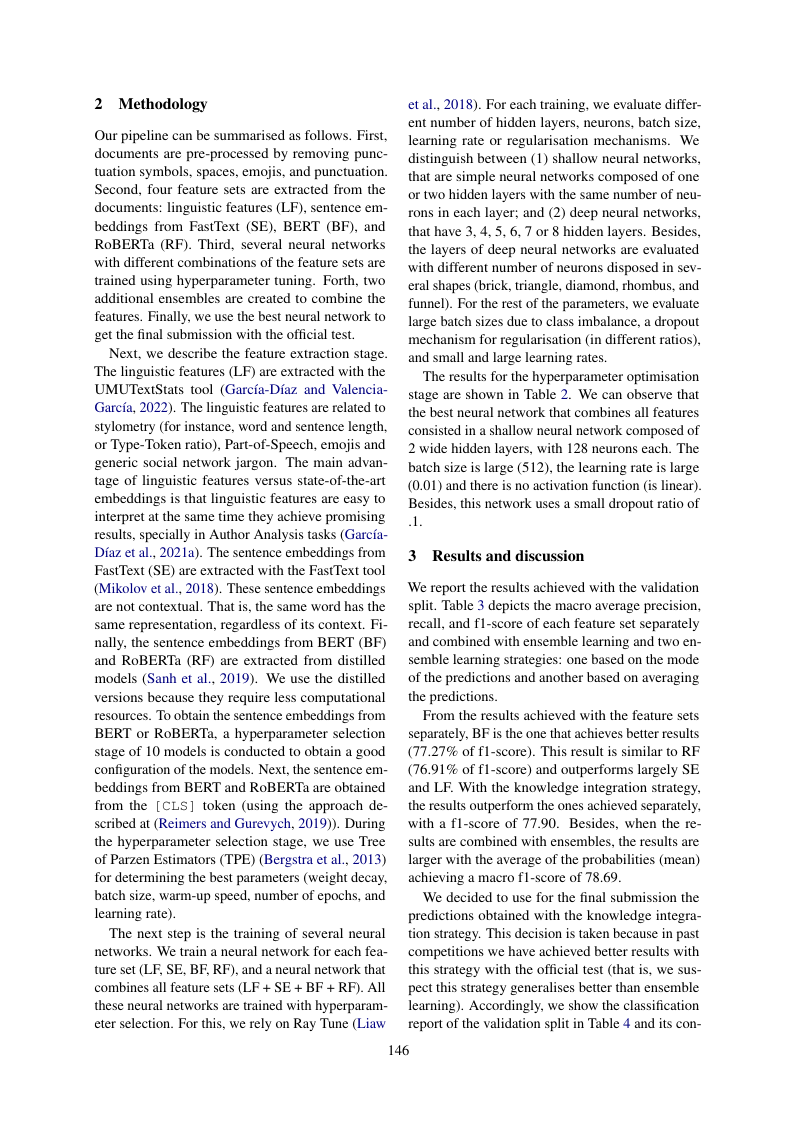 2 Methodology
Our pipeline can be summarised as follows. First,
documents are pre-processed by removing punc-
tuation symbols, spaces, emojis, and punctuation.
Second, four feature sets are extracted from the
documents: linguistic features (LF), sentence em-
beddings from FastText (SE), BERT (BF), and
RoBERTa (RF). Third, several neural networks
with different combinations of the feature sets are
trained using hyperparameter tuning. Forth, two
additional ensembles are created to combine the
features. Finally, we use the best neural network to
get the final submission with the official test.
Next, we describe the feature extraction stage.
The linguistic features (LF) are extracted with the
UMUTextStats tool (García-Díaz and Valencia-
García, 2022). The linguistic features are related to
stylometry (for instance, word and sentence length,
or Type-Token ratio), Part-of-Speech, emojis and
generic social network jargon. The main advan-
tage of linguistic features versus state-of-the-art
embeddings is that linguistic features are easy to
interpret at the same time they achieve promising
results, specially in Author Analysis tasks (García-
Díaz et al., 2021a). The sentence embeddings from
FastText (SE) are extracted with the FastText tool
(Mikolov et al., 2018). These sentence embeddings
are not contextual. That is, the same word has the
same representation, regardless of its context. Fi-
nally, the sentence embeddings from BERT (BF)
and RoBERTa (RF) are extracted from distilled
models (Sanh et al., 2019). We use the distilled
versions because they require less computational
resources. To obtain the sentence embeddings from
BERT or RoBERTa, a hyperparameter selection
stage of 10 models is conducted to obtain a good
configuration of the models. Next, the sentence em-
beddings from BERT and RoBERTa are obtained
from the [CLS] token (using the approach de-
scribed at (Reimers and Gurevych, 2019)). During
the hyperparameter selection stage, we use Tree
of Parzen Estimators (TPE) (Bergstra et al., 2013)
for determining the best parameters (weight decay,
batch size, warm-up speed, number of epochs, and
learning rate).
The next step is the training of several neural
networks. We train a neural network for each fea-
ture set (LF, SE, BF, RF), and a neural network that
combines all feature sets (LF + SE + BF + RF). All
these neural networks are trained with hyperparam-
eter selection. For this, we rely on Ray Tune (Liaw
et al., 2018). For each training, we evaluate differ-
ent number of hidden layers, neurons, batch size,
learning rate or regularisation mechanisms. We
distinguish between (1) shallow neural networks,
that are simple neural networks composed of one
or two hidden layers with the same number of neu-
rons in each layer; and (2) deep neural networks,
that have 3, 4, 5, 6, 7 or 8 hidden layers. Besides,
the layers of deep neural networks are evaluated
with different number of neurons disposed in sev-
eral shapes (brick, triangle, diamond, rhombus, and
funnel). For the rest of the parameters, we evaluate
large batch sizes due to class imbalance, a dropout
mechanism for regularisation (in different ratios),
and small and large learning rates.
The results for the hyperparameter optimisation
stage are shown in Table 2. We can observe that
the best neural network that combines all features
consisted in a shallow neural network composed of
2 wide hidden layers, with 128 neurons each. The
batch size is large (512), the learning rate is large
(0.01) and there is no activation function (is linear).
Besides, this network uses a small dropout ratio of
.1.
3 Results and discussion
We report the results achieved with the validation
split. Table 3 depicts the macro average precision,
recall, and f1-score of each feature set separately
and combined with ensemble learning and two en-
semble learning strategies: one based on the mode
of the predictions and another based on averaging
the predictions.
From the results achieved with the feature sets
separately, BF is the one that achieves better results
(77.27% of f1-score). This result is similar to RF
(76.91% of f1-score) and outperforms largely SE
and LF. With the knowledge integration strategy,
the results outperform the ones achieved separately,
with a f1-score of 77.90. Besides, when the re-
sults are combined with ensembles, the results are
larger with the average of the probabilities (mean)
achieving a macro f1-score of 78.69.
We decided to use for the final submission the
predictions obtained with the knowledge integra-
tion strategy. This decision is taken because in past
competitions we have achieved better results with
this strategy with the official test (that is, we sus-
pect this strategy generalises better than ensemble
learning). Accordingly, we show the classification
report of the validation split in Table 4 and its con-
146